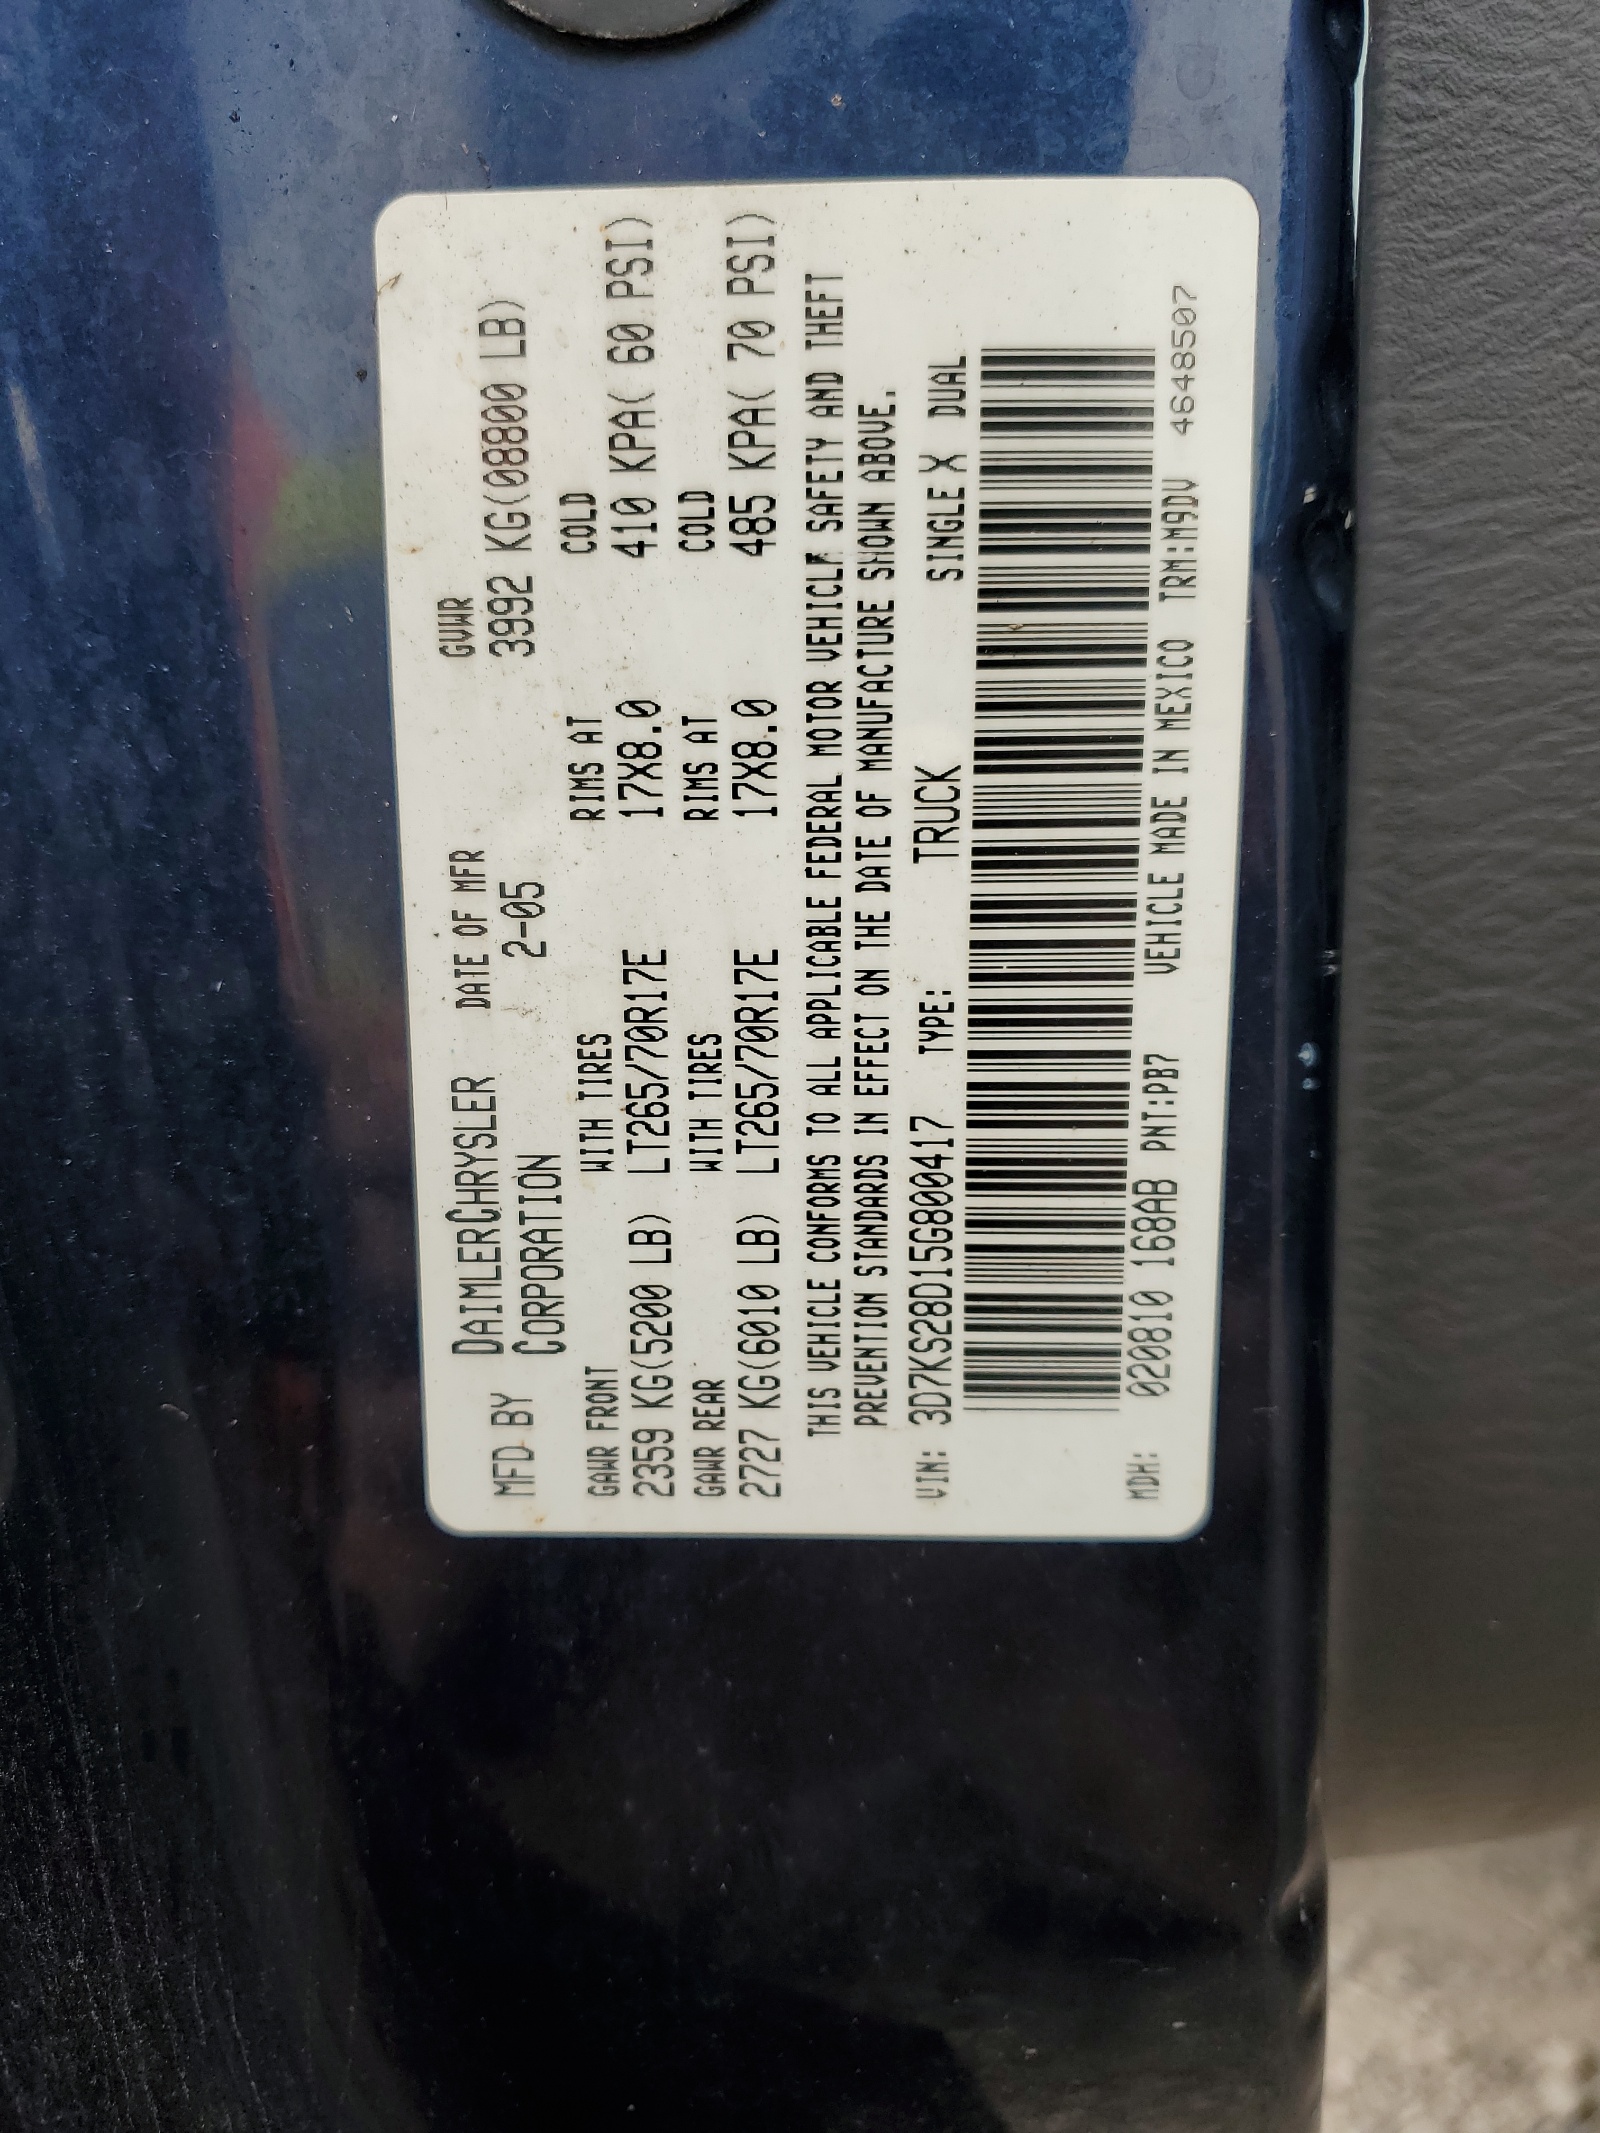 MFD BY DAIMLERCHRYSLER CORPORATION DATE OF MFR 2-05 GVWR 3992 KG(08800 LB)
GAWR FRONT WITH TIRES RIMS AT COLD
2359 KG(5200 LB) LT265/70R17E 17X8.0 410 KPA( 60 PSI)
GAWR REAR WITH TIRES RIMS AT COLD
2727 KG(6010 LB) LT265/70R17E 17X8.0 485 KPA( 70 PSI)
THIS VEHICLE CONFORMS TO ALL APPLICABLE FEDERAL MOTOR VEHICLE SAFETY AND THEFT
PREVENTION STANDARDS IN EFFECT ON THE DATE OF MANUFACTURE SHOWN ABOVE.
VIN: 3D7KS28D15G800417 TYPE: TRUCK SINGLE X DUAL
MDH: 020810 168AB PNT:PB7 VEHICLE MADE IN MEXICO TRM:M9DV 4648507